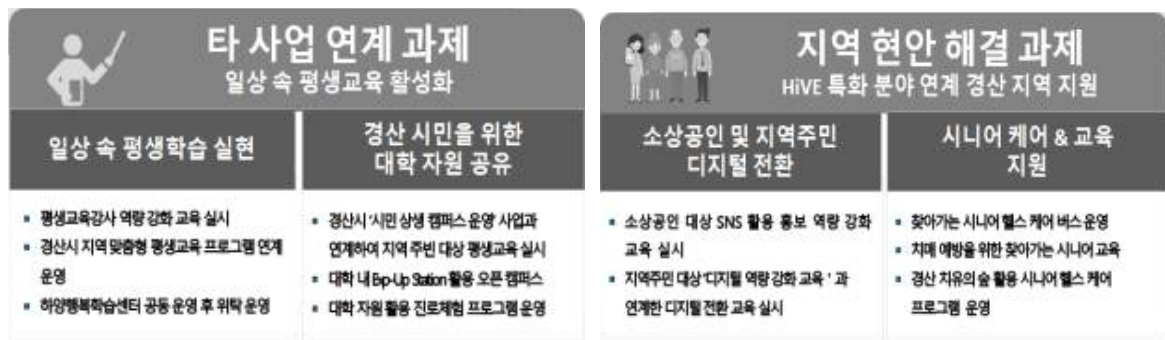 타 사업 연계 과제
일상 속 평생교육 활성화
일상 속 평생학습 실현
▪ 평생교육강사 역량 강화 교육 실시
▪ 경산시 지역 맞춤형 평생교육 프로그램 연계
운영
▪ 하양행복학습센터 공동 운영 후 위탁 운영
경산 시민을 위한
대학 자원 공유
▪ 경산시 '시민 상생 캠퍼스 운영' 사업과
연계하여 지역 주빈 대상 평생교육 실시
▪ 대학 내 Exp-Up Station 활용 오픈 캠퍼스
▪ 대학 자원 활용 진로체험 프로그램 운영
지역 현안 해결 과제
HiVE 특화 분야 연계 경산 지역 지원
소상공인 및 지역주민
디지털 전환
▪ 소상공인 대상 SNS 활용 홍보 역량 강화
교육 실시
▪ 지역주민 대상 '디지털 역량 강화 교육 ' 과
연계한 디지털 전환 교육 실시
시니어 케어 & 교육
지원
▪ 찾아가는 시니어 헬스 케어 버스 운영
▪ 치매 예방을 위한 찾아가는 시니어 교육
▪ 경산 치유의 숲 활용 시니어 헬스 케어
프로그램 운영